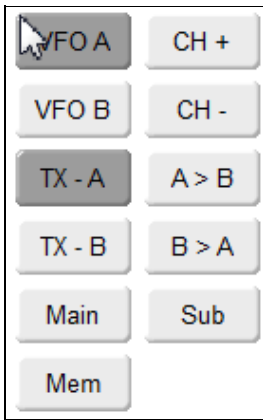 VFO A CH +
VFO B CH -
TX - A A > B
TX - B B > A
Main Sub
Mem